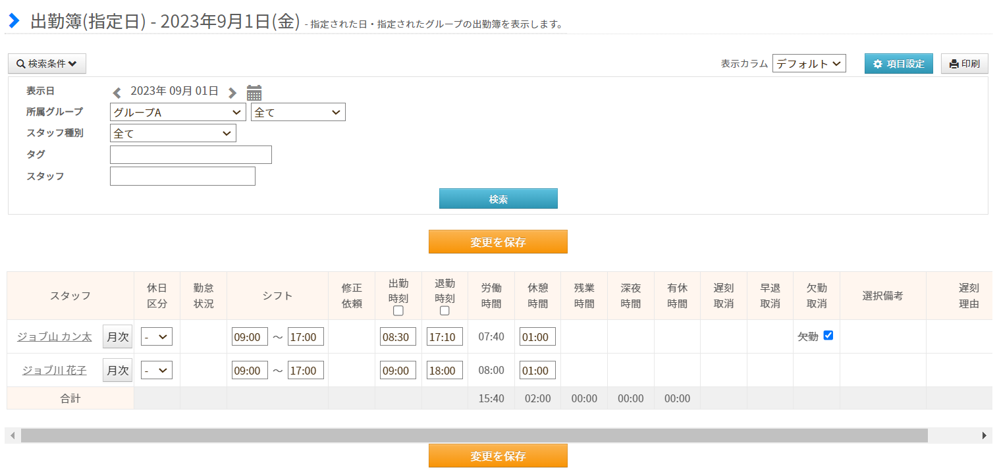 出勤簿(指定日) - 2023年9月1日(金) - 指定された日・指定されたグループの出勤簿を表示します。
検索条件 表示カラム デフォルト 項目設定 印刷
表示日 2023年 09月 01日
所属グループ グループA 全て
スタッフ種別 全て
タグ
スタッフ
検索
変更を保存
スタッフ 休日区分 勤怠状況 シフト 修正依頼 出勤時刻 退勤時刻 労働時間 休憩時間 残業時間 深夜時間 有休時間 遅刻取消 早退取消 欠勤取消 選択備考 遅刻理由
ジョブ山 カン太 月次 - 09:00 ～ 17:00 08:30 17:10 07:40 01:00 欠勤
ジョブ川 花子 月次 - 09:00 ～ 17:00 09:00 18:00 08:00 01:00
合計 15:40 02:00 00:00 00:00 00:00
変更を保存